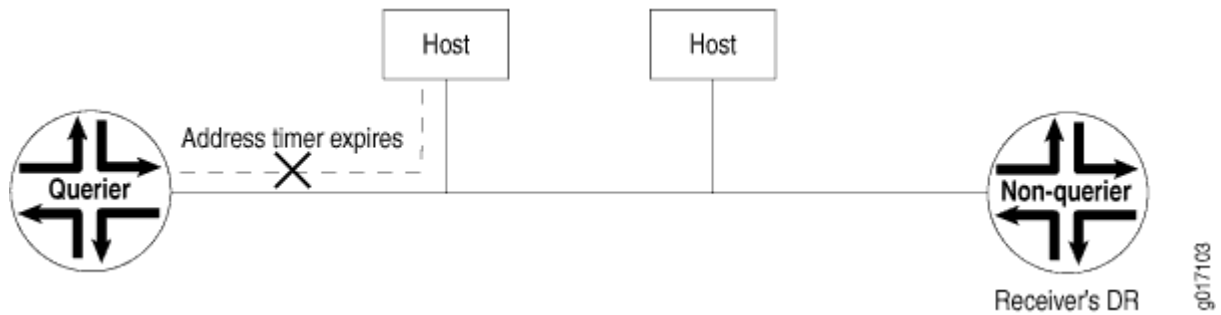 Host
Host
Address timer expires
Querier
Non-querier
Receiver's DR
g017103